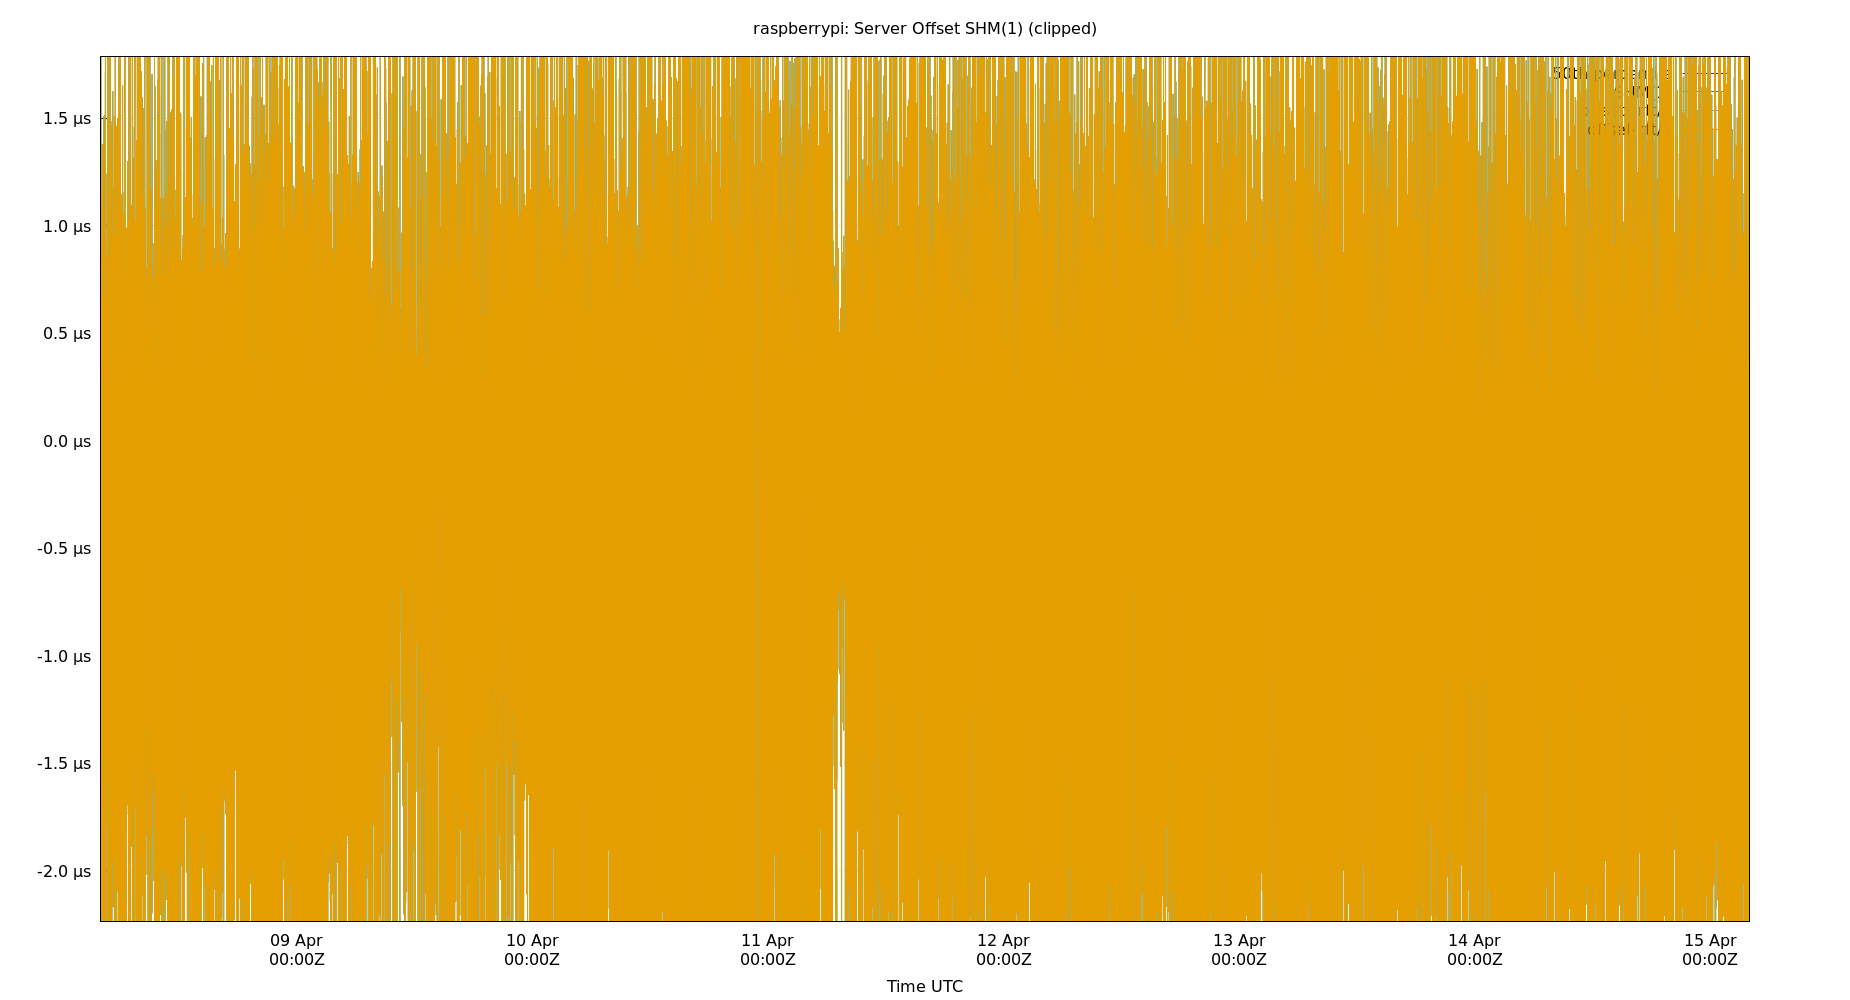 raspberrypi: Server Offset SHM(1) (clipped)
1.5 µs
1.0 µs
0.5 µs
0.0 µs
-0.5 µs
-1.0 µs
-1.5 µs
-2.0 µs
09 Apr 10 Apr 11 Apr 12 Apr 13 Apr 14 Apr 15 Apr
00:00Z 00:00Z 00:00Z 00:00Z 00:00Z 00:00Z 00:00Z
Time UTC